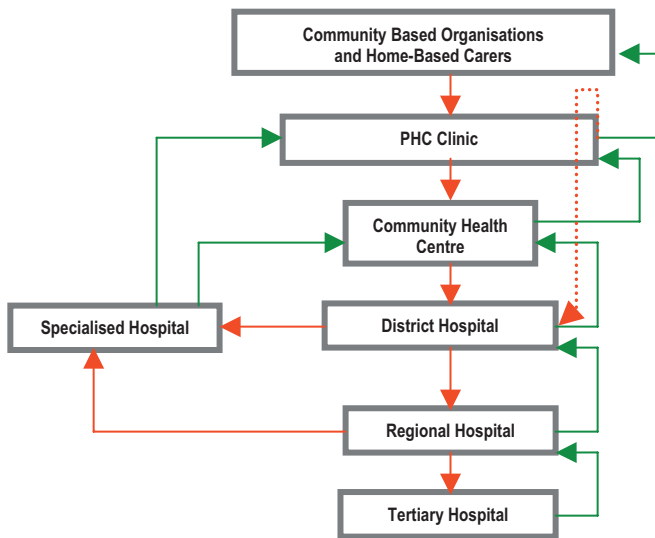 Community Based Organisations
and Home-Based Carers
PHC Clinic
Community Health
Centre
Specialised Hospital
District Hospital
Regional Hospital
Tertiary Hospital